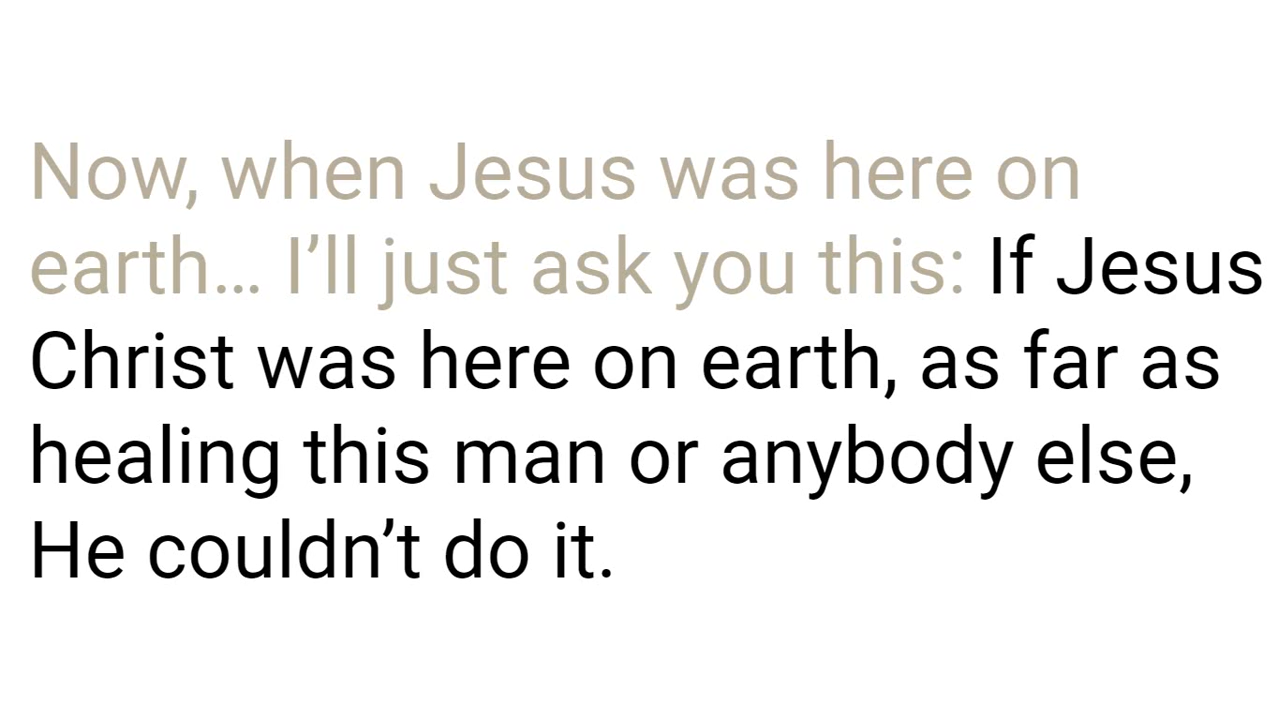 Now, when Jesus was here on
earth… I’ll just ask you this: If Jesus
Christ was here on earth, as far as
healing this man or anybody else,
He couldn’t do it.